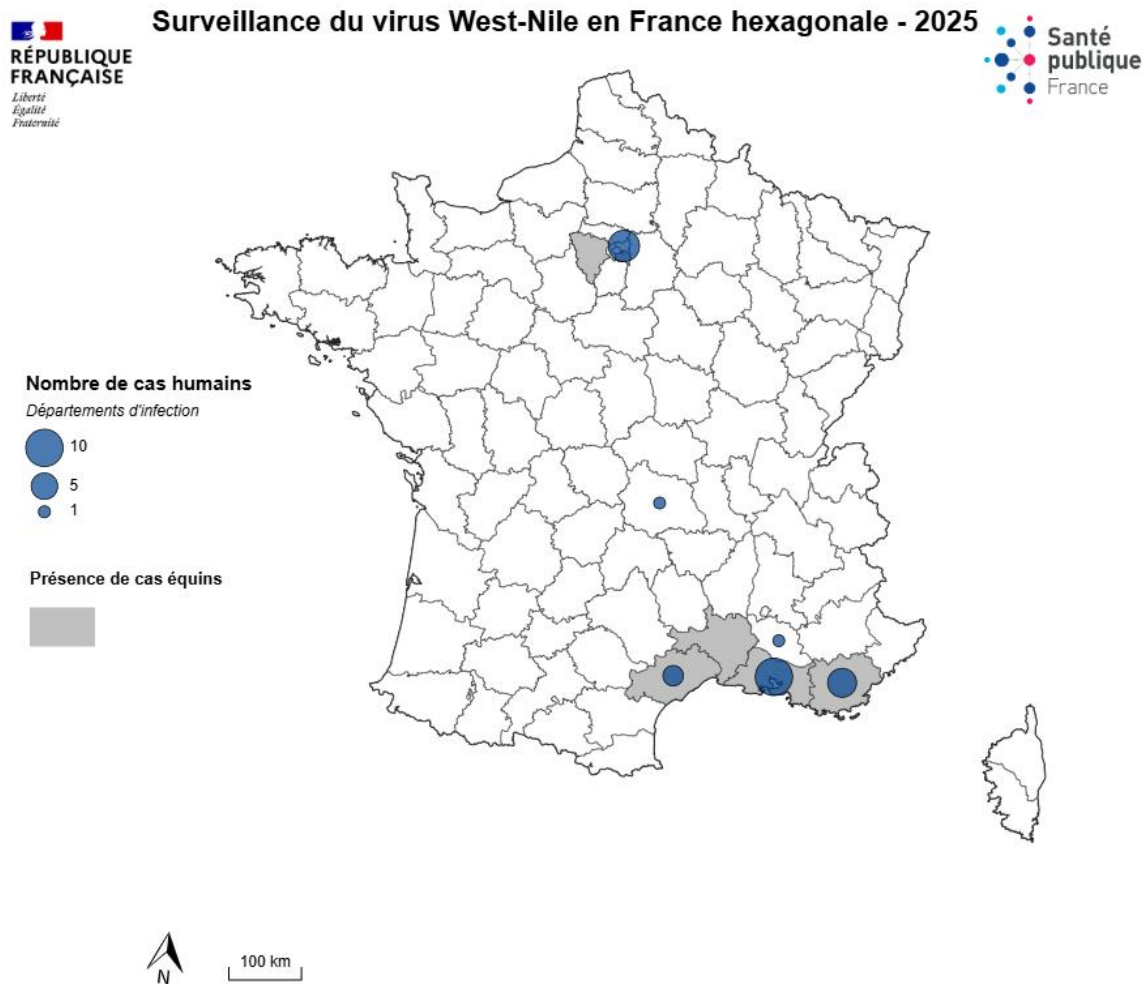 Surveillance du virus West-Nile en France hexagonale - 2025
RÉPUBLIQUE
FRANÇAISE
Liberté
Égalité
Fraternité
Santé
publique
France
Nombre de cas humains
Départements d'infection
10
5
1
Présence de cas équins
N
100 km